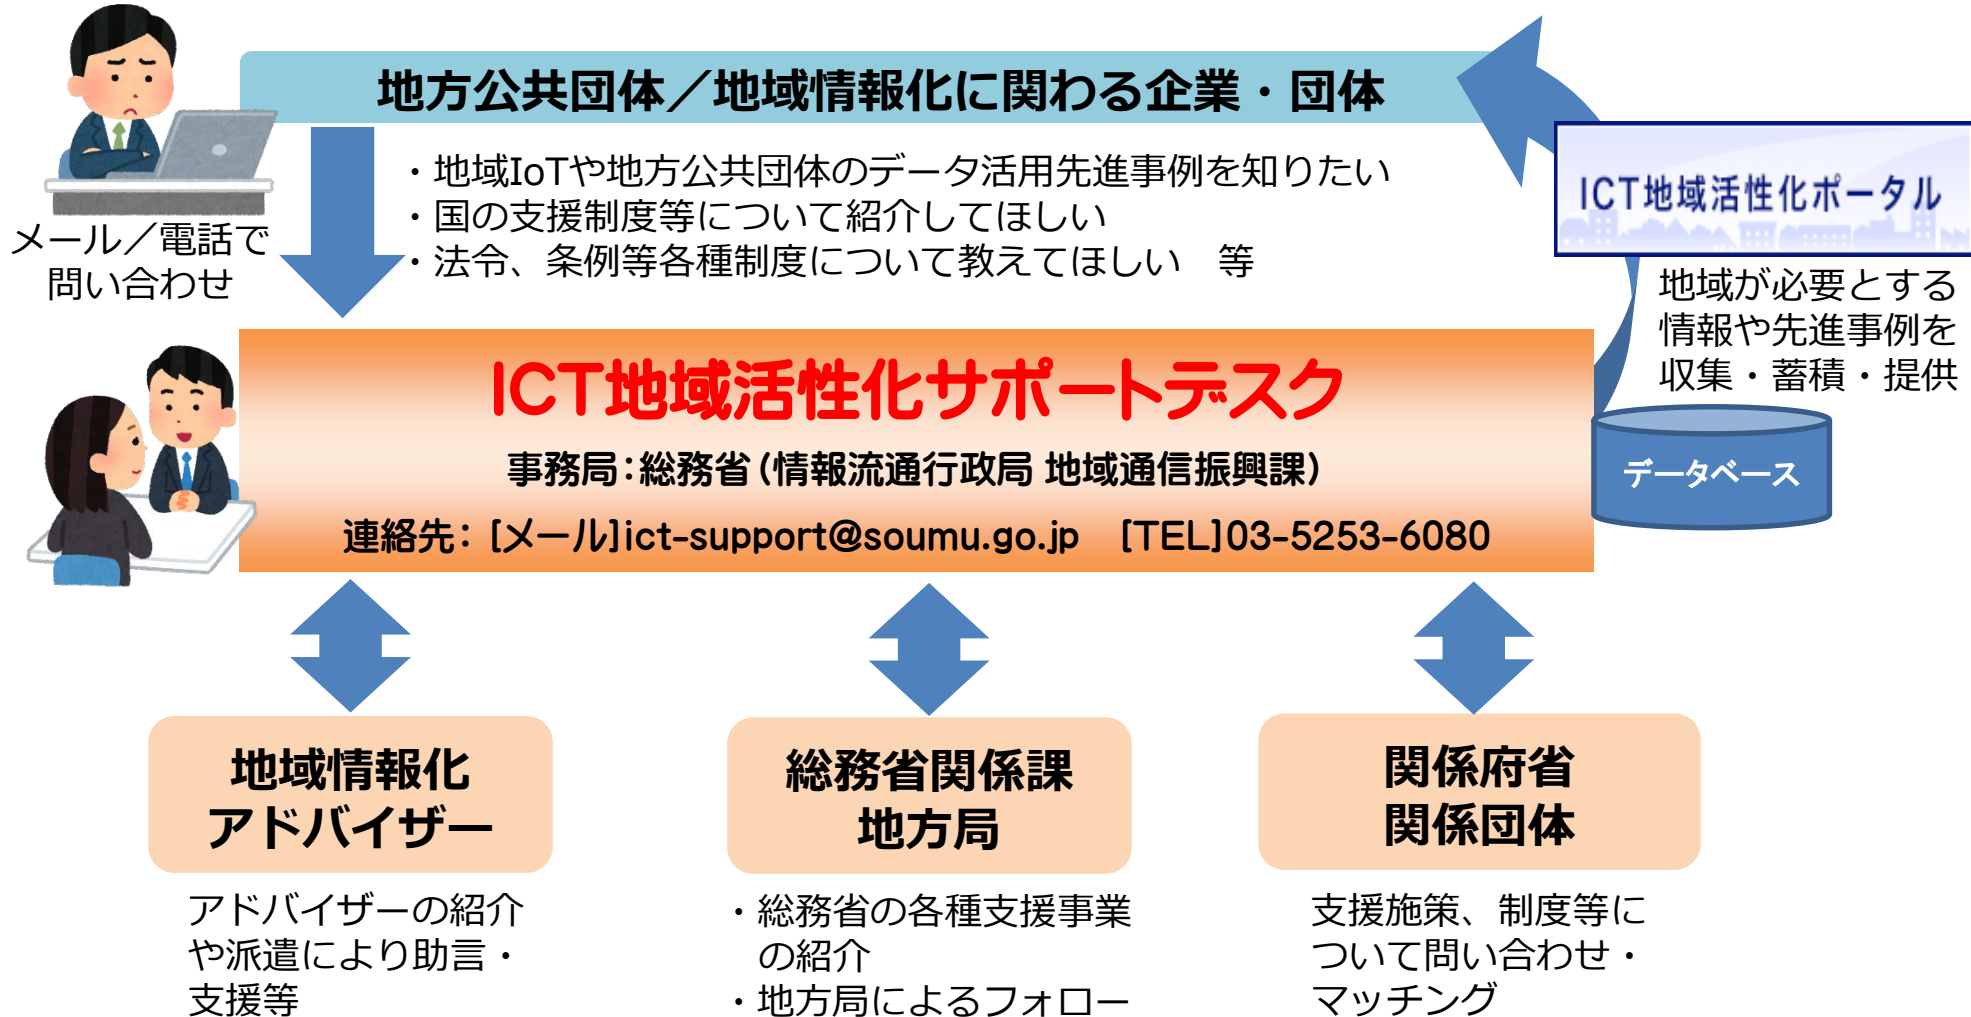 地方公共団体／地域情報化に関わる企業・団体
メール／電話で
問い合わせ
・地域IoTや地方公共団体のデータ活用先進事例を知りたい
・国の支援制度等について紹介してほしい
・法令、条例等各種制度について教えてほしい　等
ICT地域活性化ポータル
地域が必要とする
情報や先進事例を
収集・蓄積・提供
データベース
ICT地域活性化サポートデスク
事務局：総務省（情報流通行政局 地域通信振興課）
連絡先： [メール]ict-support@soumu.go.jp　[TEL]03-5253-6080
地域情報化
アドバイザー
アドバイザーの紹介
や派遣により助言・
支援等
総務省関係課
地方局
・総務省の各種支援事業
の紹介
・地方局によるフォロー
関係府省
関係団体
支援施策、制度等に
ついて問い合わせ・
マッチング